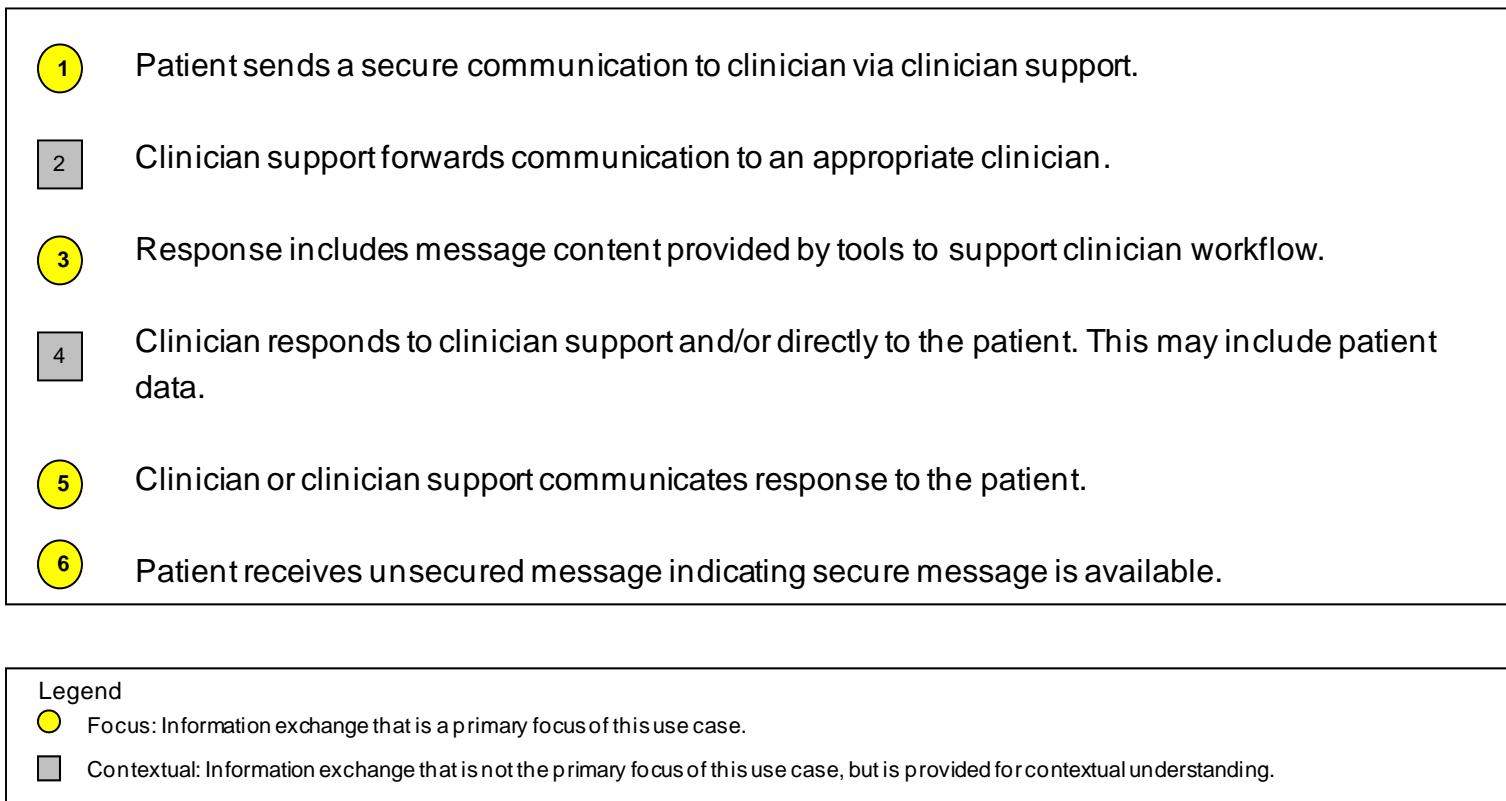 1 Patient sends a secure communication to clinician via clinician support.
2 Clinician support forwards communication to an appropriate clinician.
3 Response includes message content provided by tools to support clinician workflow.
4 Clinician responds to clinician support and/or directly to the patient. This may include patient
data.
5 Clinician or clinician support communicates response to the patient.
6 Patient receives unsecured message indicating secure message is available.
Legend
Focus: Information exchange that is a primary focus of this use case.
Contextual: Information exchange that is not the primary focus of this use case, but is provided for contextual understanding.